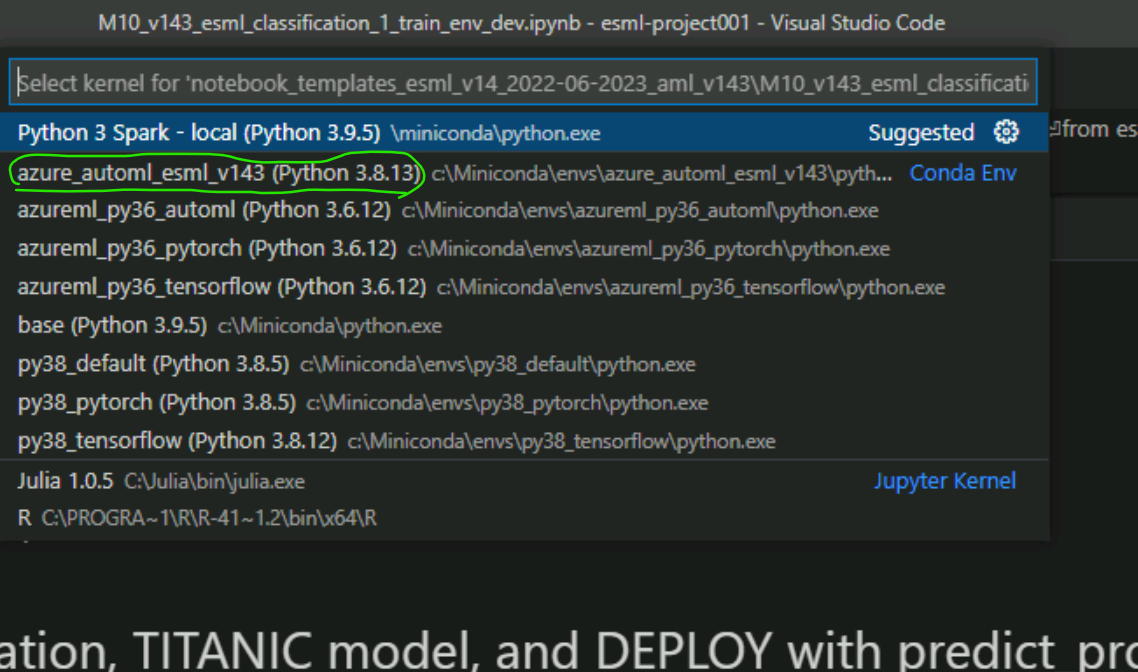 M10_v143_esml_classification_1_train_env_dev.ipynb - esml-project001 - Visual Studio Code
Select kernel for 'notebook_templates_esml_v14_2022-06-2023_aml_v143\M10_v143_esml_classificati
Python 3 Spark - local (Python 3.9.5) \miniconda\python.exe Suggested
from es
azure_automl_esml_v143 (Python 3.8.13) c:\Miniconda\envs\azure_automl_esml_v143\pyth... Conda Env
azureml_py36_automl (Python 3.6.12) c:\Miniconda\envs\azureml_py36_automl\python.exe
azureml_py36_pytorch (Python 3.6.12) c:\Miniconda\envs\azureml_py36_pytorch\python.exe
azureml_py36_tensorflow (Python 3.6.12) c:\Miniconda\envs\azureml_py36_tensorflow\python.exe
base (Python 3.9.5) c:\Miniconda\python.exe
py38_default (Python 3.8.5) c:\Miniconda\envs\py38_default\python.exe
py38_pytorch (Python 3.8.5) c:\Miniconda\envs\py38_pytorch\python.exe
py38_tensorflow (Python 3.8.12) c:\Miniconda\envs\py38_tensorflow\python.exe
Julia 1.0.5 C:\Julia\bin\julia.exe Jupyter Kernel
R C:\PROGRA~1\R\R-41~1.2\bin\x64\R
ation, TITANIC model, and DEPLOY with predict_pro